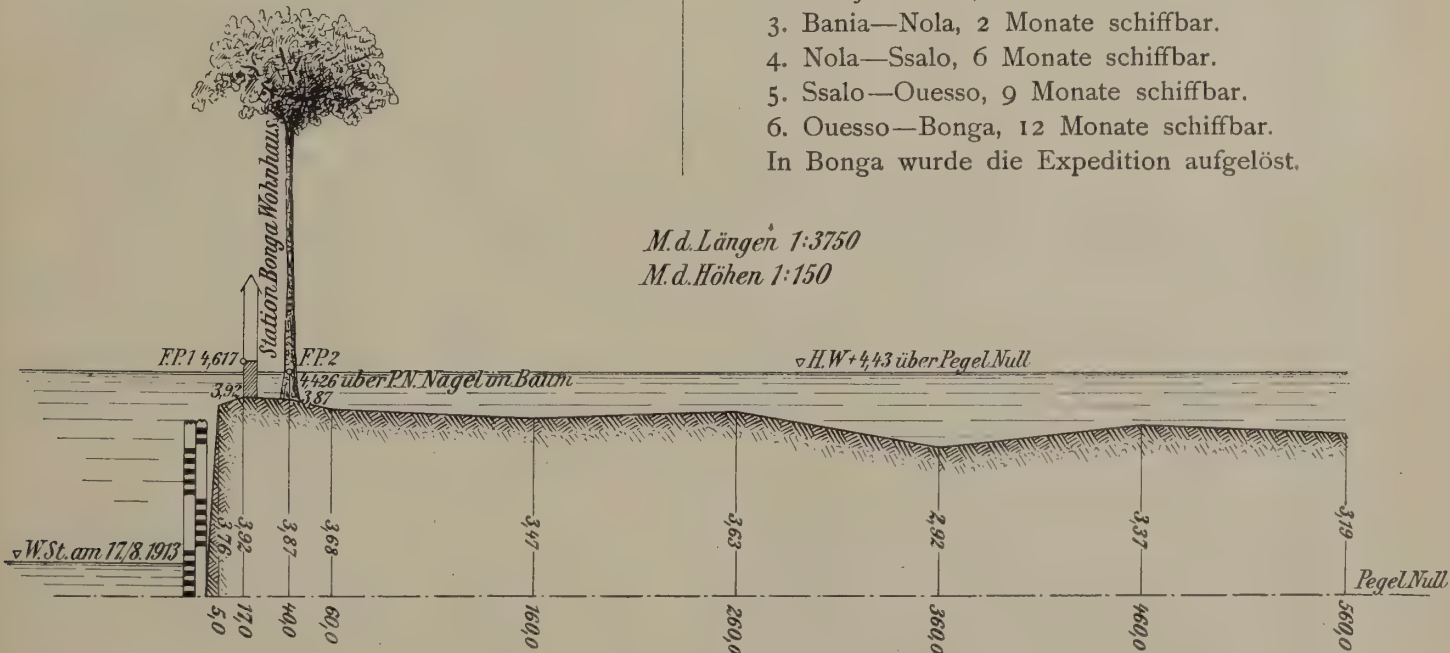 3. Bania—Nola, 2 Monate schiffbar.
4. Nola—Ssalo, 6 Monate schiffbar.
5. Ssalo—Ouesso, 9 Monate schiffbar.
6. Ouesso—Bonga, 12 Monate schiffbar.
In Bonga wurde die Expedition aufgelöst.
M.d.Längen 1:3750
M.d.Höhen 1:150
Station Bonga Wohnhaus
F.P.1 4,617
F.P.2
H.W+4,43 über Pegel Null
4,426 über P.N. Nagel im Baum
3,92
3,87
W.St. am 17./8.1913
3,76
3,92
3,87
3,68
3,47
3,63
2,92
3,37
3,19
Pegel Null
5,0
17,0
40,0
60,0
160,0
260,0
360,0
460,0
560,0